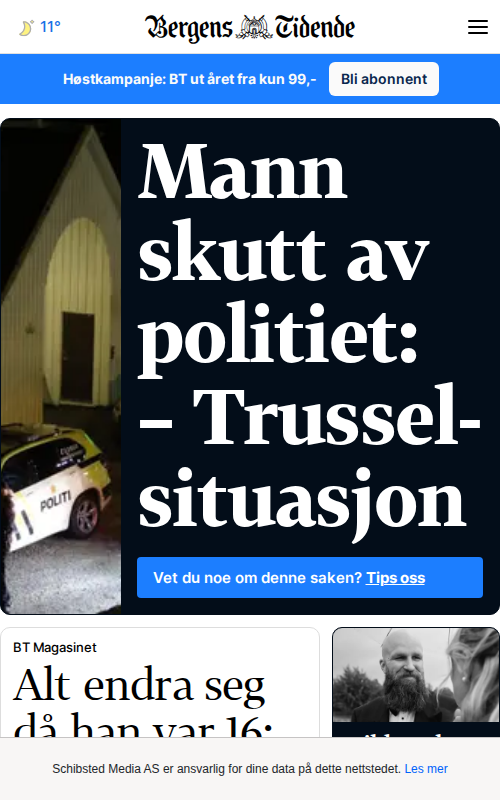 11°
Bergens Tidende
Høstkampanje: BT ut året fra kun 99,-
Bli abonnent
Mann
skutt av
politiet:
– Trussel-
situasjon
POLITI
Vet du noe om denne saken? Tips oss
BT Magasinet
Alt endra seg
då han var 16:
Schibsted Media AS er ansvarlig for dine data på dette nettstedet. Les mer